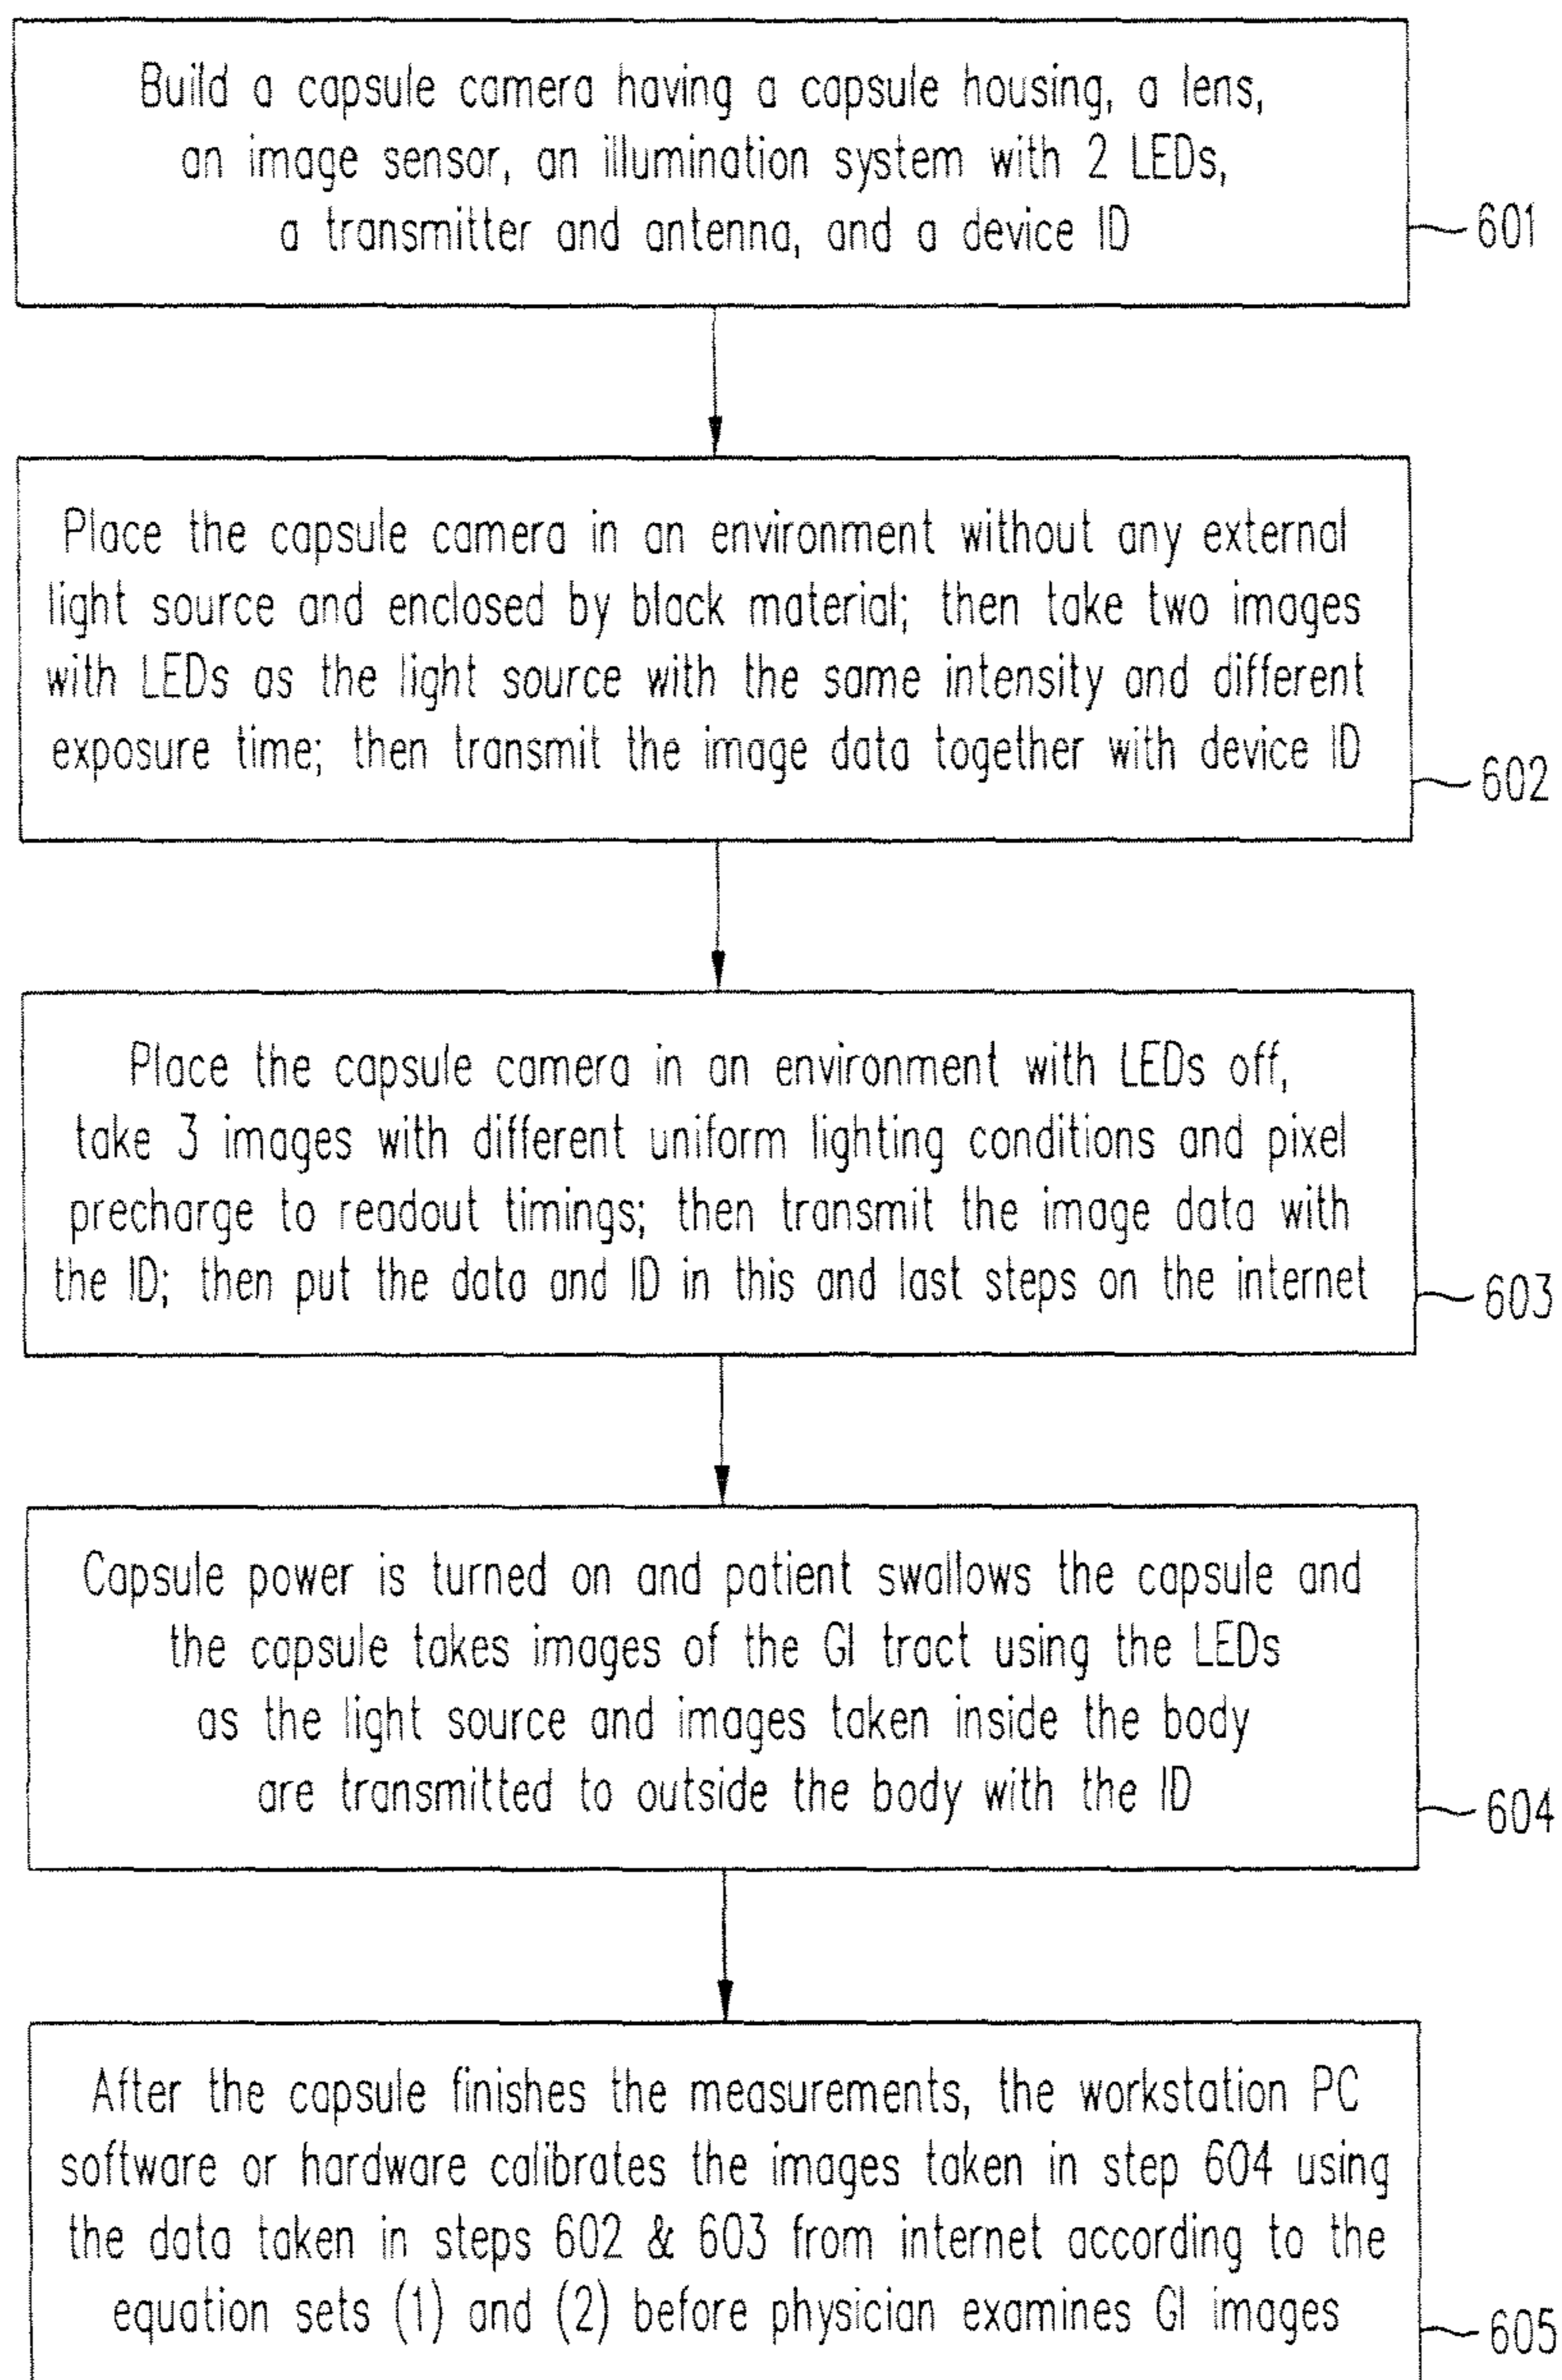 Build a capsule camera having a capsule housing, a lens,
an image sensor, an illumination system with 2 LEDs,
a transmitter and antenna, and a device ID
601
Place the capsule camera in an environment without any external
light source and enclosed by black material; then take two images
with LEDs as the light source with the same intensity and different
exposure time; then transmit the image data together with device ID
602
Place the capsule camera in an environment with LEDs off,
take 3 images with different uniform lighting conditions and pixel
precharge to readout timings; then transmit the image data with
the ID; then put the data and ID in this and last steps on the internet
603
Capsule power is turned on and patient swallows the capsule and
the capsule takes images of the GI tract using the LEDs
as the light source and images taken inside the body
are transmitted to outside the body with the ID
604
After the capsule finishes the measurements, the workstation PC
software or hardware calibrates the images taken in step 604 using
the data taken in steps 602 & 603 from internet according to the
equation sets (1) and (2) before physician examines GI images
605